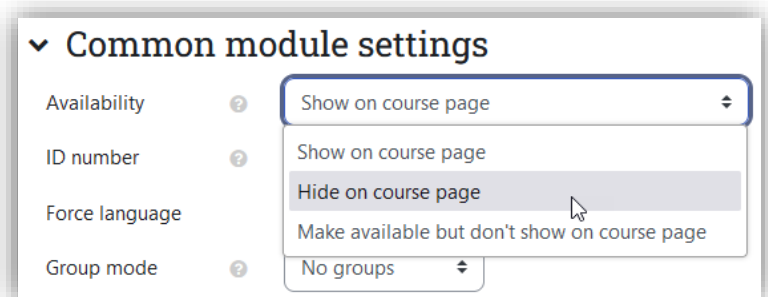 Common module settings
Availability Show on course page
Show on course page
ID number
Hide on course page
Force language
Make available but don't show on course page
Group mode No groups